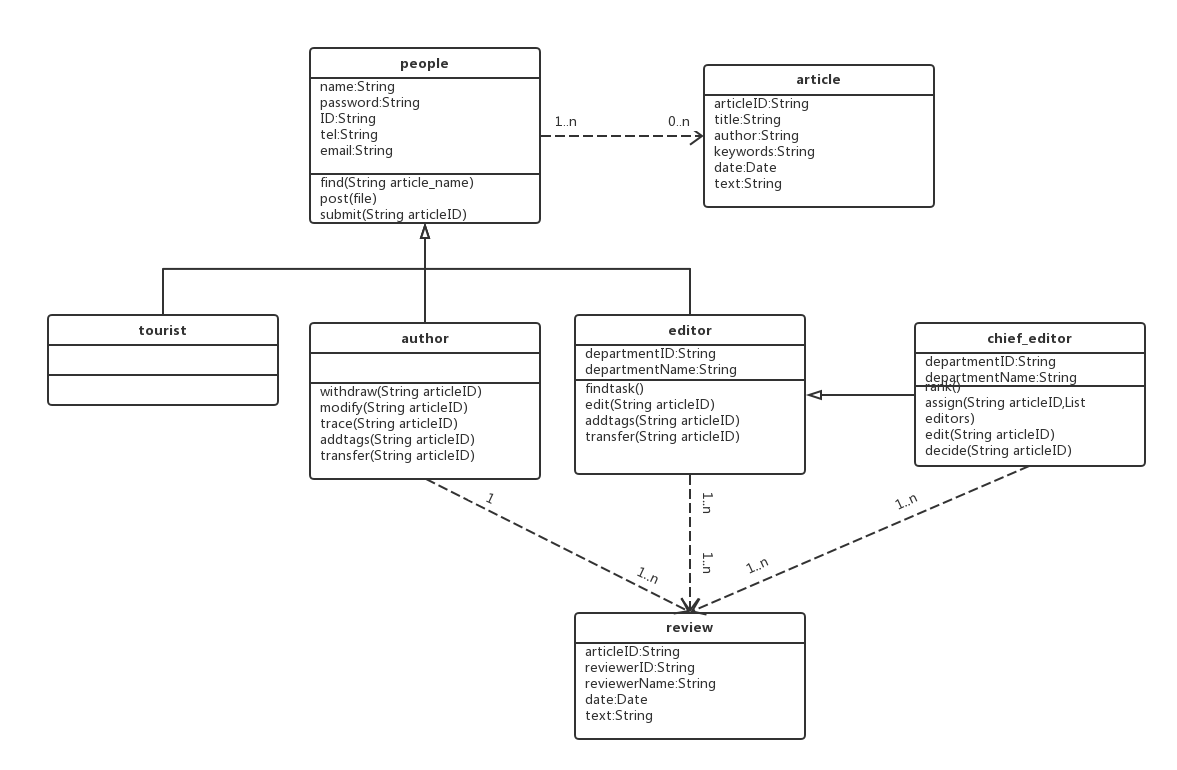 people
name:String
password:String
ID:String
tel:String
email:String
find(String article_name)
post(file)
submit(String articleID)
1..n
0..n
article
articleID:String
title:String
author:String
keywords:String
date:Date
text:String
tourist
author
withdraw(String articleID)
modify(String articleID)
trace(String articleID)
addtags(String articleID)
transfer(String articleID)
editor
departmentID:String
departmentName:String
findtask()
edit(String articleID)
addtags(String articleID)
transfer(String articleID)
chief_editor
departmentID:String
departmentName:String
rank()
assign(String articleID,List
editors)
edit(String articleID)
decide(String articleID)
1
1..n
1..n
1..n
1..n
1..n
review
articleID:String
reviewerID:String
reviewerName:String
date:Date
text:String